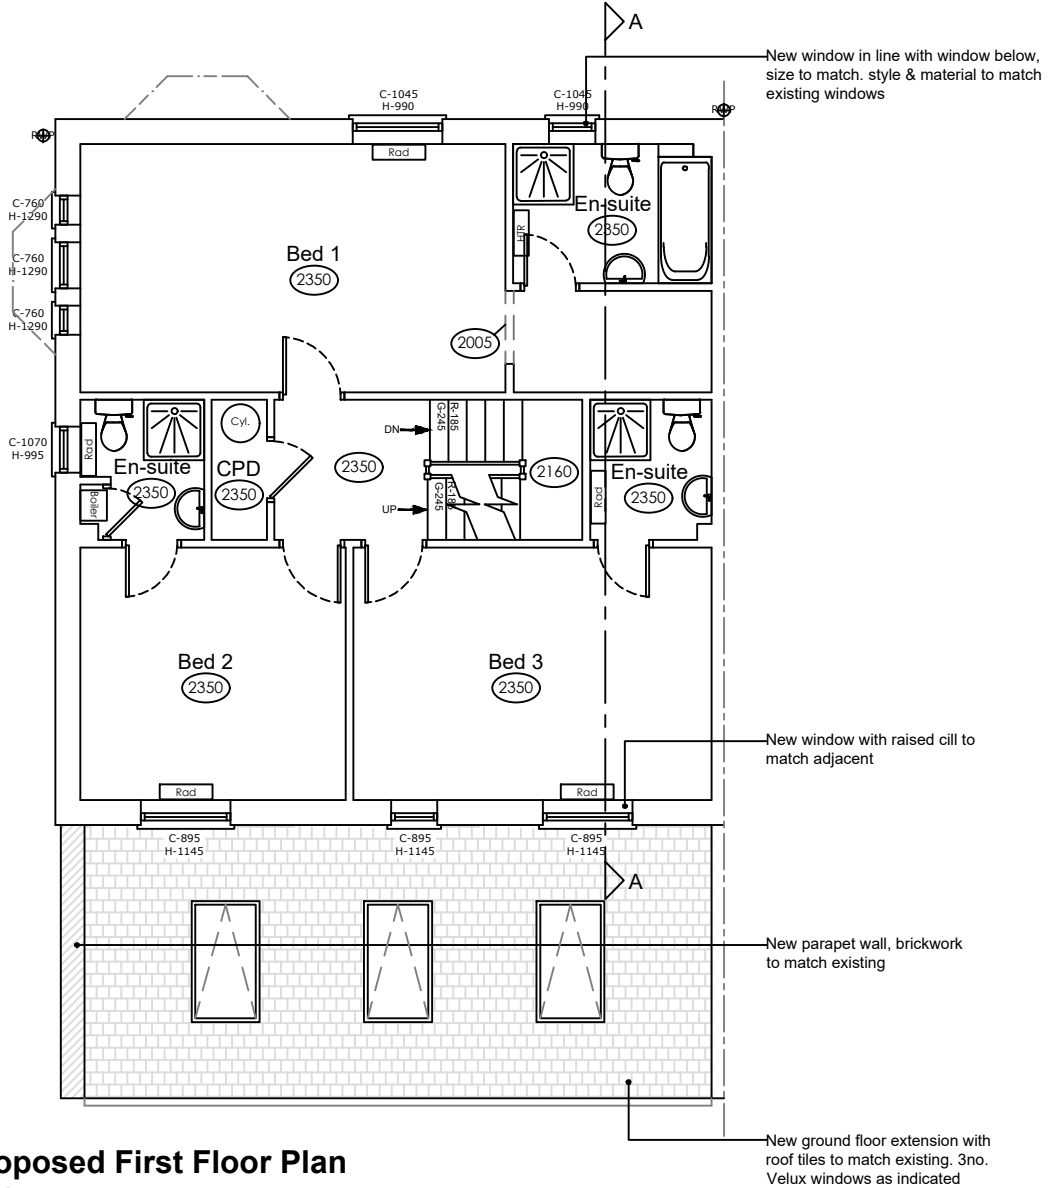 A
New window in line with window below,
size to match. style & material to match
existing windows
C-1045
H-990
C-1045
H-990
RWP
RWP
Rad
C-760
H-1290
En-suite
2350
HTR
Bed 1
2350
C-760
H-1290
C-760
H-1290
2005
Cyl.
R-185
G-245
DN
C-1070
H-995
Rad
En-suite
2350
CPD
2350
2350
2160
En-suite
2350
Rad
Boiler
UP
R-185
G-245
Bed 2
2350
Bed 3
2350
New window with raised cill to
match adjacent
Rad
Rad
C-895
H-1145
C-895
H-1145
C-895
H-1145
A
New parapet wall, brickwork
to match existing
New ground floor extension with
roof tiles to match existing. 3no.
Velux windows as indicated
oposed First Floor Plan